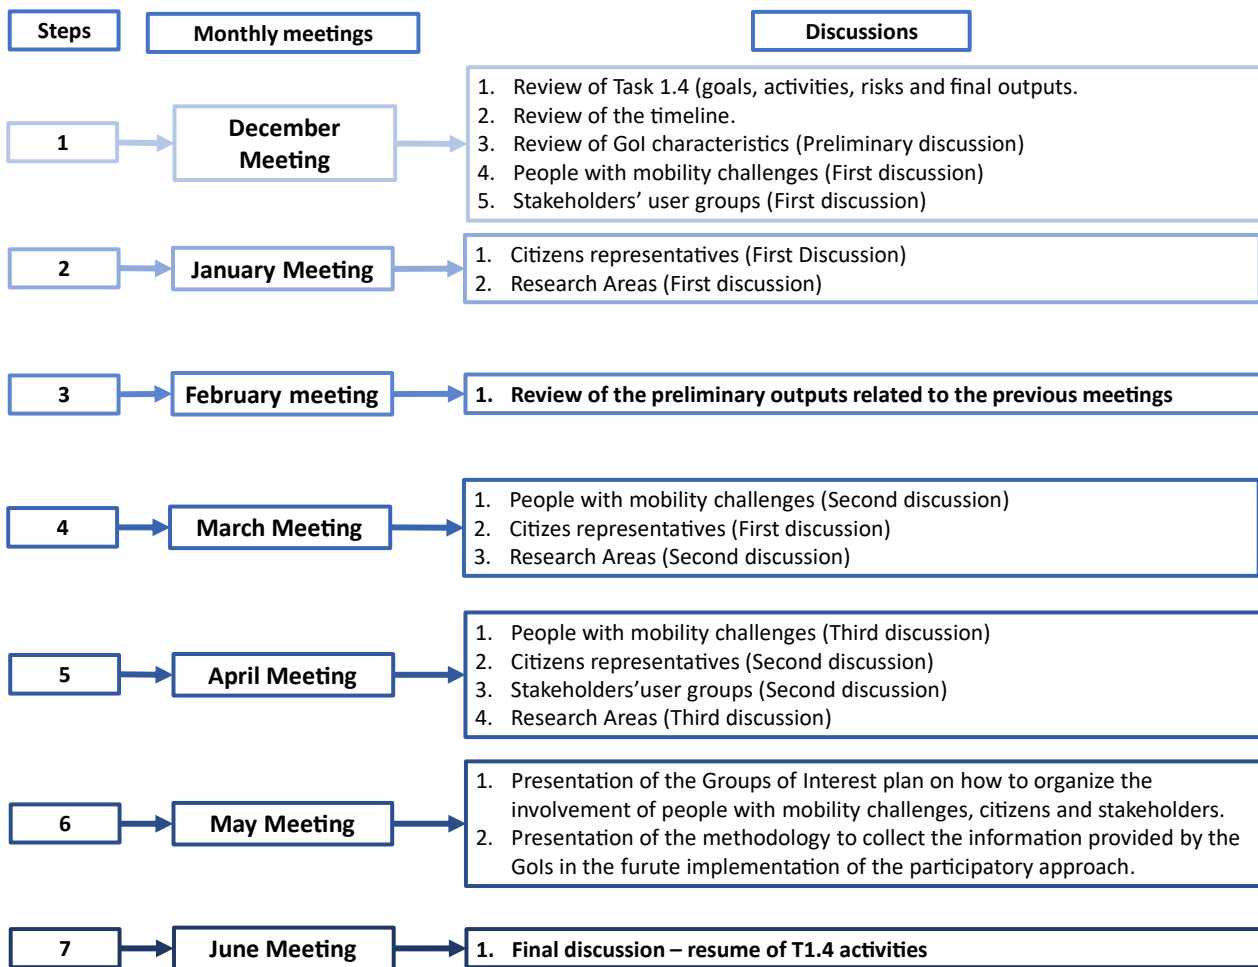 Steps
Monthly meetings
Discussions
1
December
Meeting
1. Review of Task 1.4 (goals, activities, risks and final outputs.
2. Review of the timeline.
3. Review of GoI characteristics (Preliminary discussion)
4. People with mobility challenges (First discussion)
5. Stakeholders’ user groups (First discussion)
2
January Meeting
1. Citizens representatives (First Discussion)
2. Research Areas (First discussion)
3
February meeting
1. Review of the preliminary outputs related to the previous meetings
4
March Meeting
1. People with mobility challenges (Second discussion)
2. Citizes representatives (First discussion)
3. Research Areas (Second discussion)
5
April Meeting
1. People with mobility challenges (Third discussion)
2. Citizens representatives (Second discussion)
3. Stakeholders’user groups (Second discussion)
4. Research Areas (Third discussion)
6
May Meeting
1. Presentation of the Groups of Interest plan on how to organize the
involvement of people with mobility challenges, citizens and stakeholders.
2. Presentation of the methodology to collect the information provided by the
GoIs in the furute implementation of the participatory approach.
7
June Meeting
1. Final discussion – resume of T1.4 activities